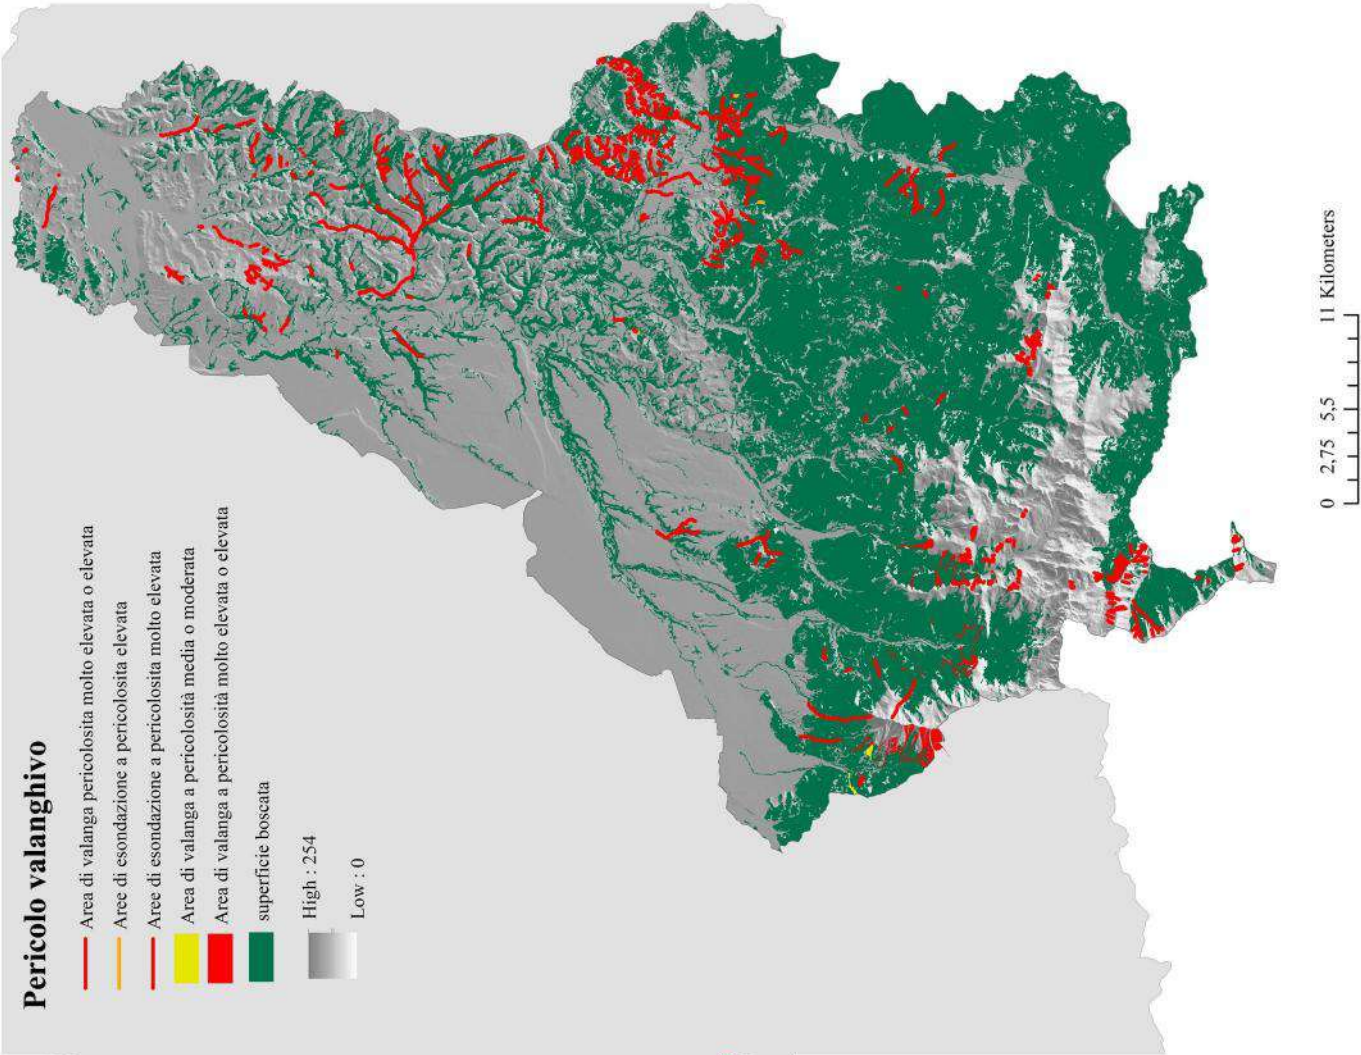 Pericolo valanghivo
Area di valanga pericolosita molto elevata o elevata
Aree di esondazione a pericolosita elevata
Aree di esondazione a pericolosita molto elevata
Area di valanga a pericolosità media o moderata
Area di valanga a pericolosità molto elevata o elevata
superficie boscata
High : 254
Low : 0
0 2,75 5,5 11 Kilometers